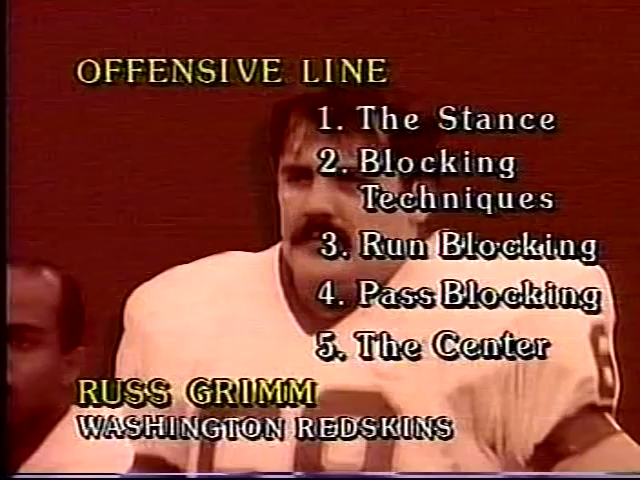 OFFENSIVE LINE
1. The Stance
2. Blocking
Techniques
3. Run Blocking
4. Pass Blocking
5. The Center
RUSS GRIMM
WASHINGTON REDSKINS